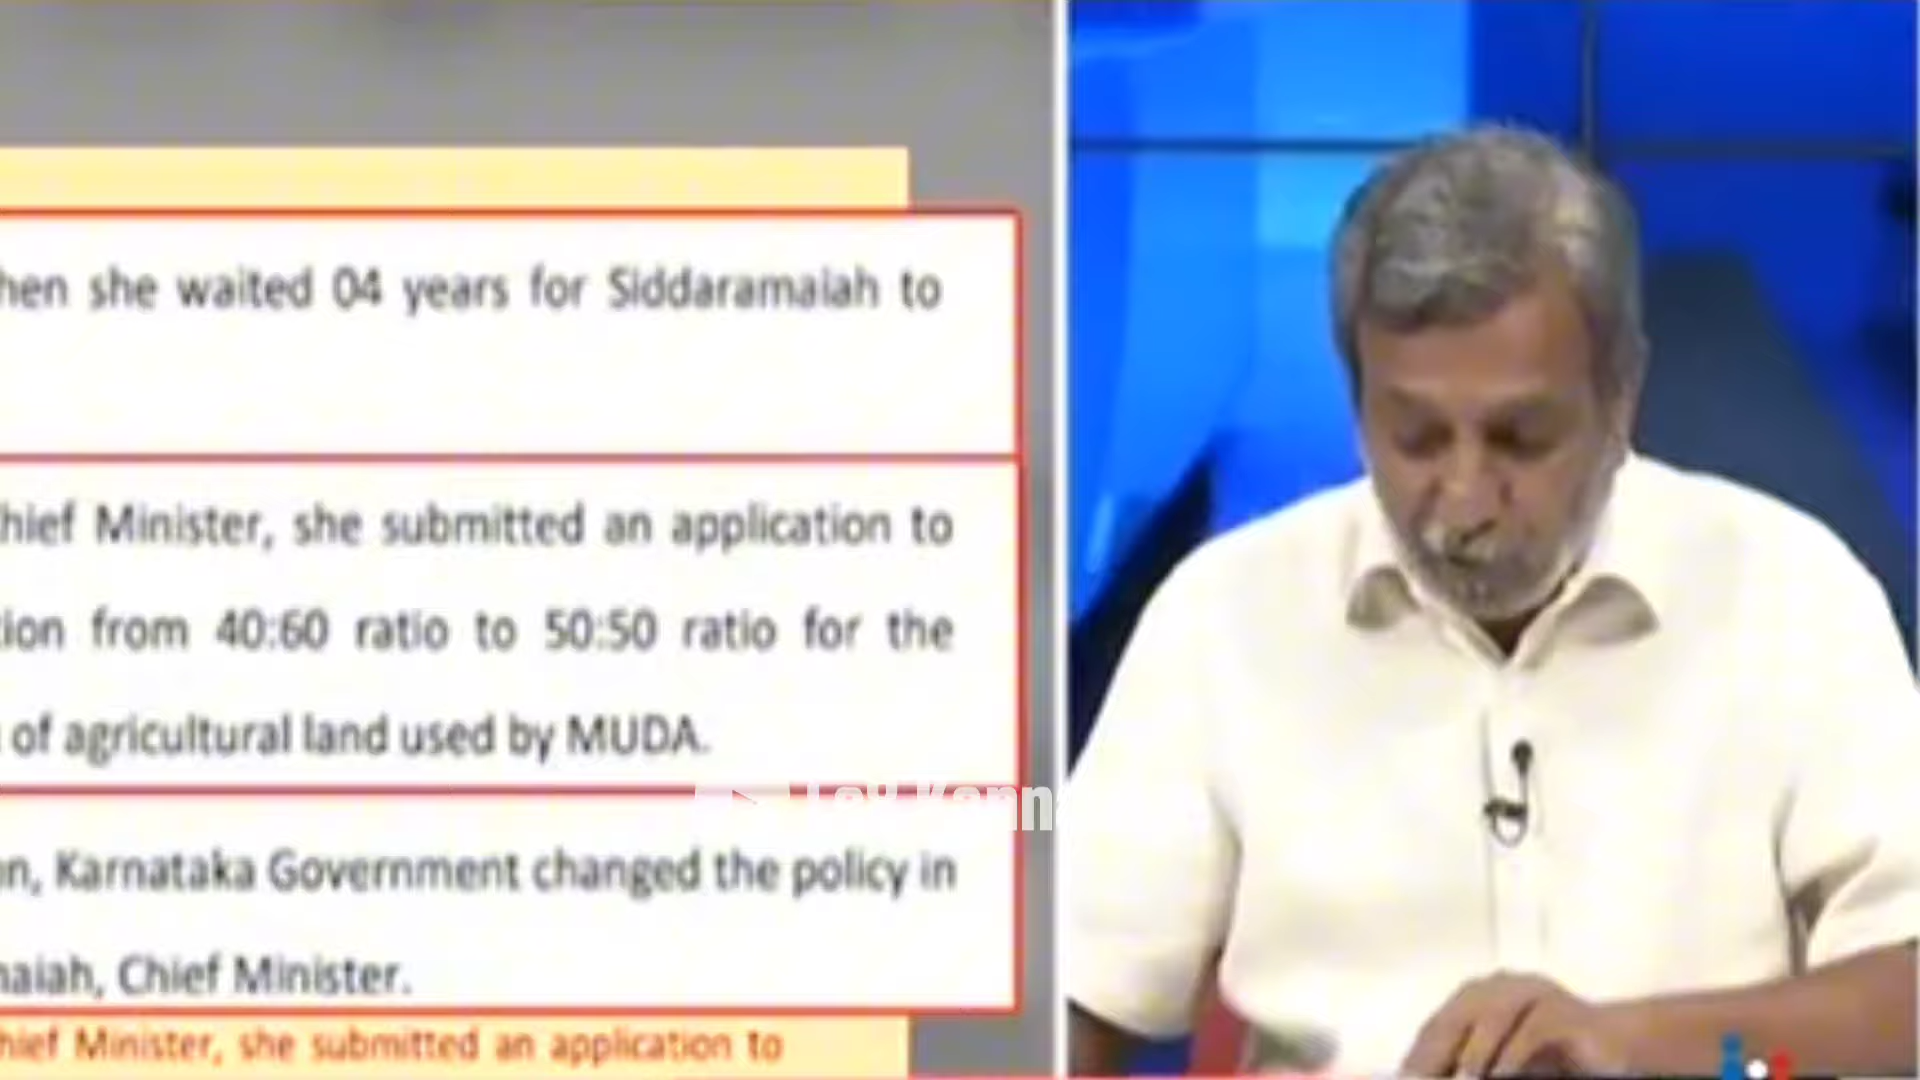 hen she waited 04 years for Siddaramaiah to
hief Minister, she submitted an application to
tion from 40:60 ratio to 50:50 ratio for the
of agricultural land used by MUDA.
n, Karnataka Government changed the policy in
maiah, Chief Minister.
hief Minister, she submitted an application to